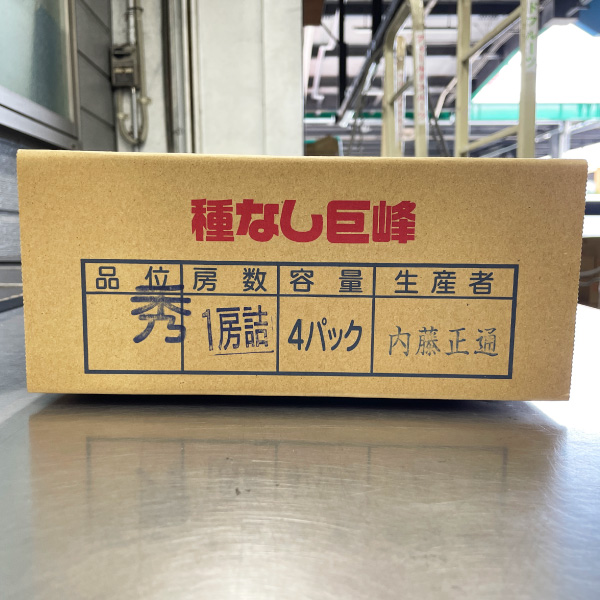 種なし巨峰
品位 房数 容量 生産者
秀 1房詰 4パック 内藤正通